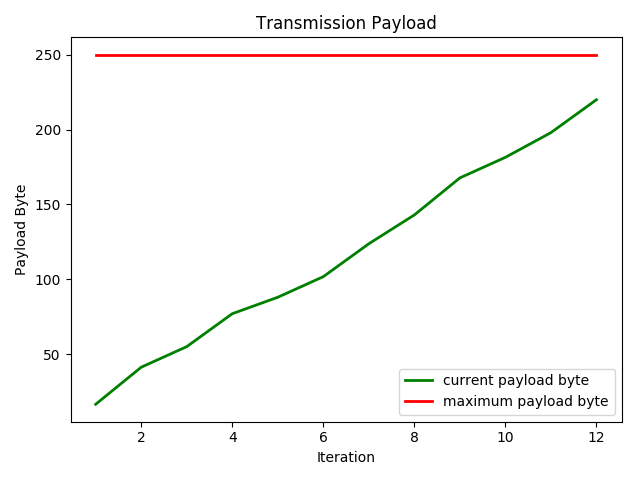 Transmission Payload
Payload Byte
250
200
150
100
50
current payload byte
maximum payload byte
2 4 6 8 10 12
Iteration